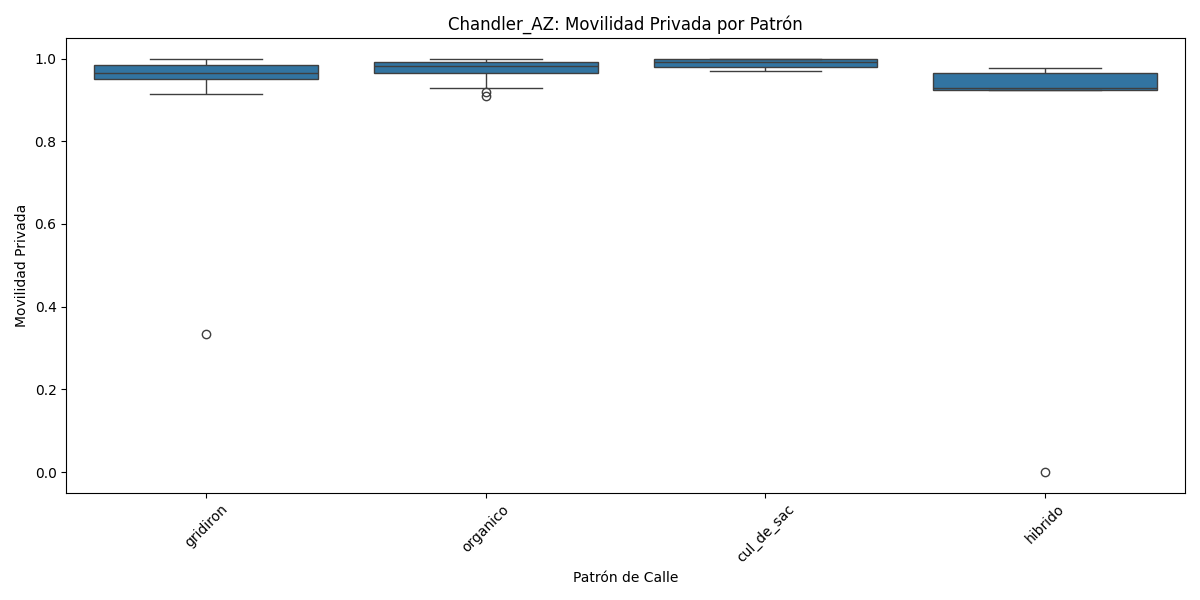 Chandler_AZ: Movilidad Privada por Patrón
Movilidad Privada
1.0
0.8
0.6
0.4
0.2
0.0
gridiron
organico
cul_de_sac
hibrido
Patrón de Calle